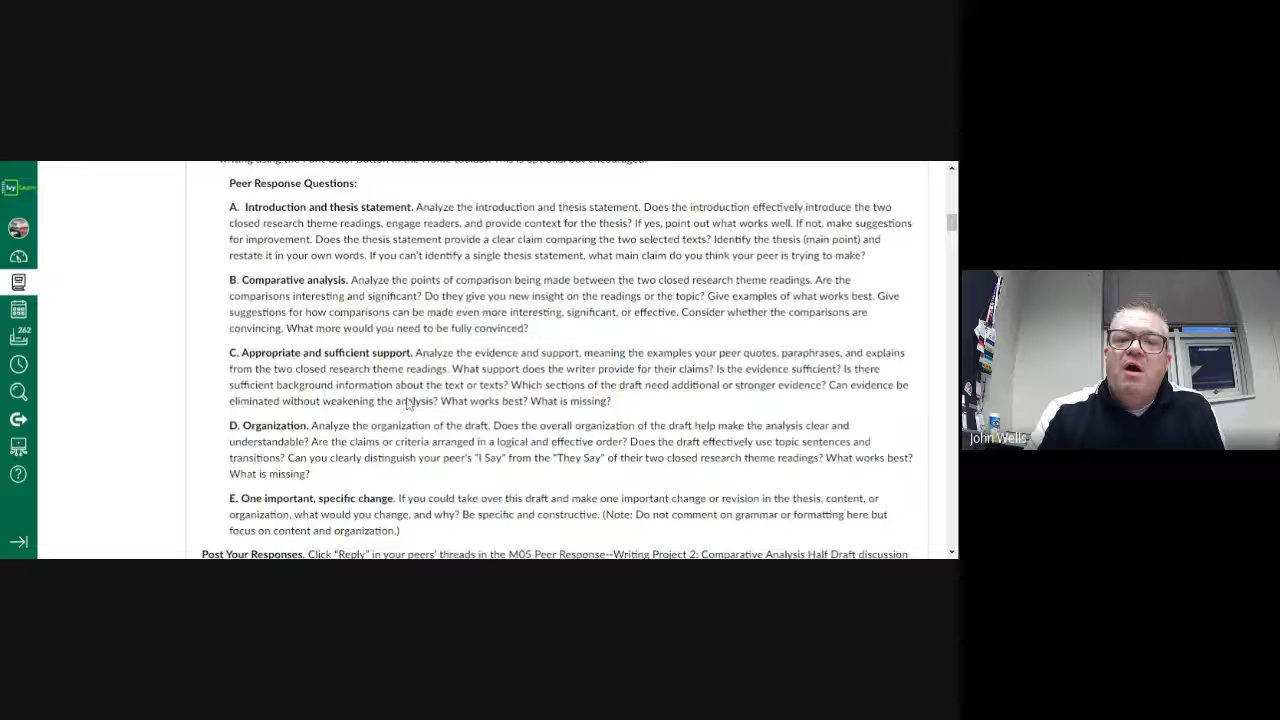 writing using the Font Color button in the Home toolbar. This is optional but encouraged.
Peer Response Questions:
A. Introduction and thesis statement. Analyze the introduction and thesis statement. Does the introduction effectively introduce the two
closed research theme readings, engage readers, and provide context for the thesis? If yes, point out what works well. If not, make suggestions
for improvement. Does the thesis statement provide a clear claim comparing the two selected texts? Identify the thesis (main point) and
restate it in your own words. If you can't identify a single thesis statement, what main claim do you think your peer is trying to make?
B. Comparative analysis. Analyze the points of comparison being made between the two closed research theme readings. Are the
comparisons interesting and significant? Do they give you new insight on the readings or the topic? Give examples of what works best. Give
suggestions for how comparisons can be made even more interesting, significant, or effective. Consider whether the comparisons are
convincing. What more would you need to be fully convinced?
C. Appropriate and sufficient support. Analyze the evidence and support, meaning the examples your peer quotes, paraphrases, and explains
from the two closed research theme readings. What support does the writer provide for their claims? Is the evidence sufficient? Is there
sufficient background information about the text or texts? Which sections of the draft need additional or stronger evidence? Can evidence be
eliminated without weakening the analysis? What works best? What is missing?
D. Organization. Analyze the organization of the draft. Does the overall organization of the draft help make the analysis clear and
understandable? Are the claims or criteria arranged in a logical and effective order? Does the draft effectively use topic sentences and
transitions? Can you clearly distinguish your peer's "I Say" from the "They Say" of their two closed research theme readings? What works best?
What is missing?
E. One important, specific change. If you could take over this draft and make one important change or revision in the thesis, content, or
organization, what would you change, and why? Be specific and constructive. (Note: Do not comment on grammar or formatting here but
focus on content and organization.)
Post Your Responses. Click "Reply" in your peers' threads in the M05 Peer Response--Writing Project 2: Comparative Analysis Half Draft discussion
Ivy
262
John Wells